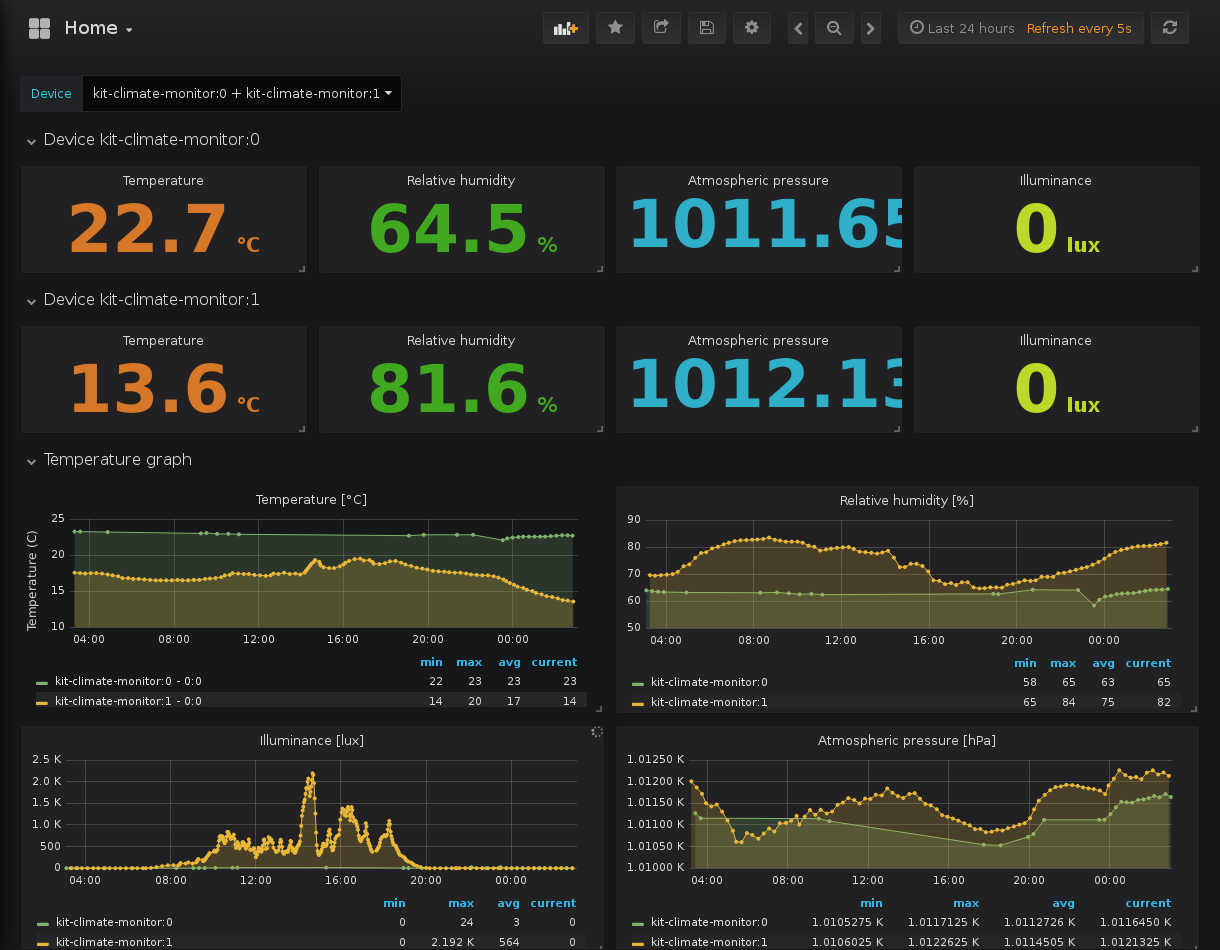 Home
Last 24 hours Refresh every 5s
Device kit-climate-monitor:0 + kit-climate-monitor:1
Device kit-climate-monitor:0
Temperature Relative humidity Atmospheric pressure Illuminance
22.7 °C 64.5 % 1011.65 0 lux
Device kit-climate-monitor:1
Temperature Relative humidity Atmospheric pressure Illuminance
13.6 °C 81.6 % 1012.13 0 lux
Temperature graph
Temperature [°C]
Temperature (C)
25
20
15
10
04:00 08:00 12:00 16:00 20:00 00:00
min max avg current
kit-climate-monitor:0 - 0:0 22 23 23 23
kit-climate-monitor:1 - 0:0 14 20 17 14
Relative humidity [%]
90
80
70
60
50
04:00 08:00 12:00 16:00 20:00 00:00
min max avg current
kit-climate-monitor:0 58 65 63 65
kit-climate-monitor:1 65 84 75 82
Illuminance [lux]
2.5 K
2.0 K
1.5 K
1.0 K
500
0
04:00 08:00 12:00 16:00 20:00 00:00
min max avg current
kit-climate-monitor:0 0 24 3 0
kit-climate-monitor:1 0 2.192 K 564 0
Atmospheric pressure [hPa]
1.01250 K
1.01200 K
1.01150 K
1.01100 K
1.01050 K
1.01000 K
04:00 08:00 12:00 16:00 20:00 00:00
min max avg current
kit-climate-monitor:0 1.0105275 K 1.0117125 K 1.0112726 K 1.0116450 K
kit-climate-monitor:1 1.0106025 K 1.0122625 K 1.0114505 K 1.0121325 K